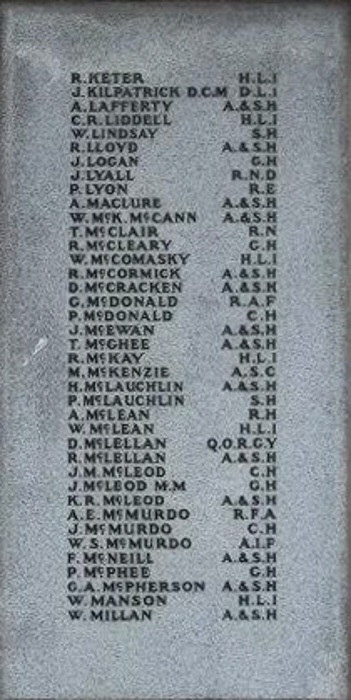 R. KETER H.L.I
J. KILPATRICK D.C.M D.L.I
A. LAFFERTY A.&S.H
C.R. LIDDELL H.L.I
W. LINDSAY S.H
R. LLOYD A.&S.H
J. LOGAN G.H
J. LYALL R.N.D
P. LYON R.E
A. MACLURE A.&S.H
W. McK. McCANN A.&S.H
T. McCLAIR R.N
R. McCLEARY G.H
W. McCOMASKY H.L.I
R. McCORMICK A.&S.H
D. McCRACKEN A.&S.H
G. McDONALD R.A.F
P. McDONALD C.H
J. McEWAN A.&S.H
T. McGHEE A.&S.H
R. McKAY H.L.I
M. McKENZIE A.S.C
H. McLAUCHLIN A.&S.H
P. McLAUCHLIN S.H
A. McLEAN R.H
W. McLEAN H.L.I
D. McLELLAN Q.O.R.G.Y
R. McLELLAN A.&S.H
J.M. McLEOD C.H
J. McLEOD M.M G.H
K.R. McLEOD A.&S.H
A.E. McMURDO R.F.A
J. McMURDO C.H
W.S. McMURDO A.I.F
F. McNEILL A.&S.H
P. McPHEE G.H
G.A. McPHERSON A.&S.H
W. MANSON H.L.I
W. MILLAN A.&S.H